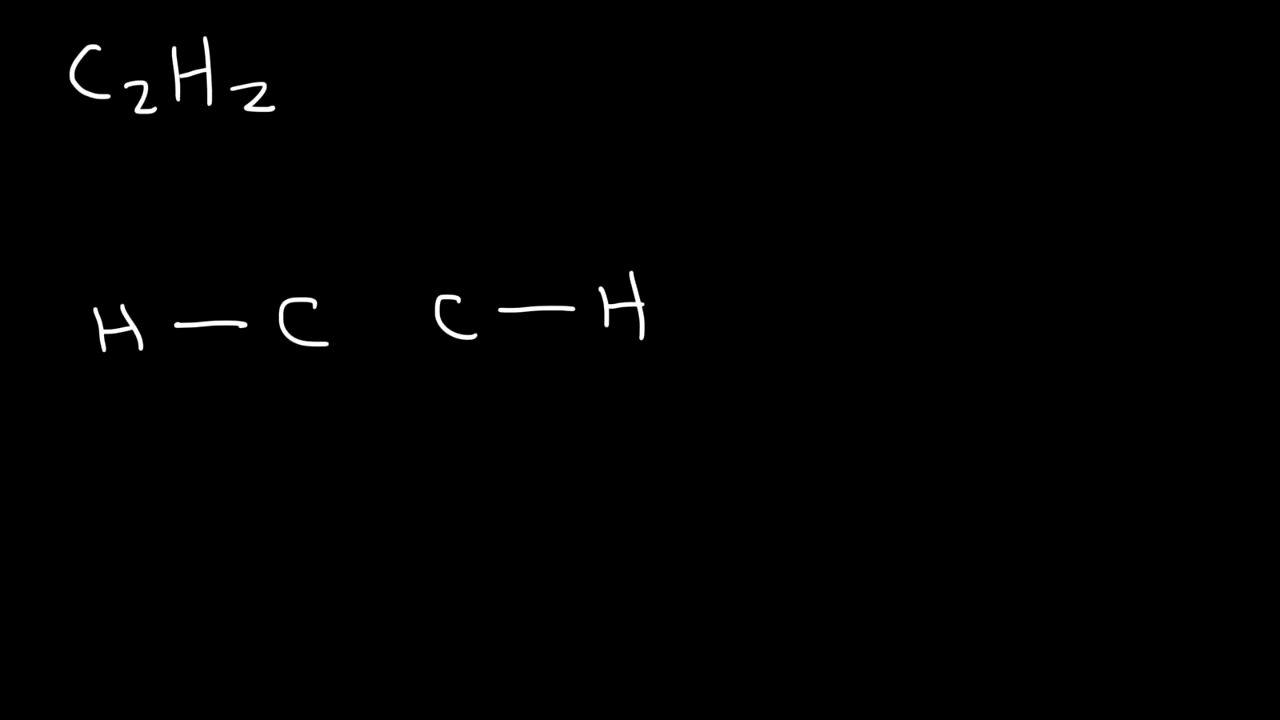 C₂H₂
H — C C — H